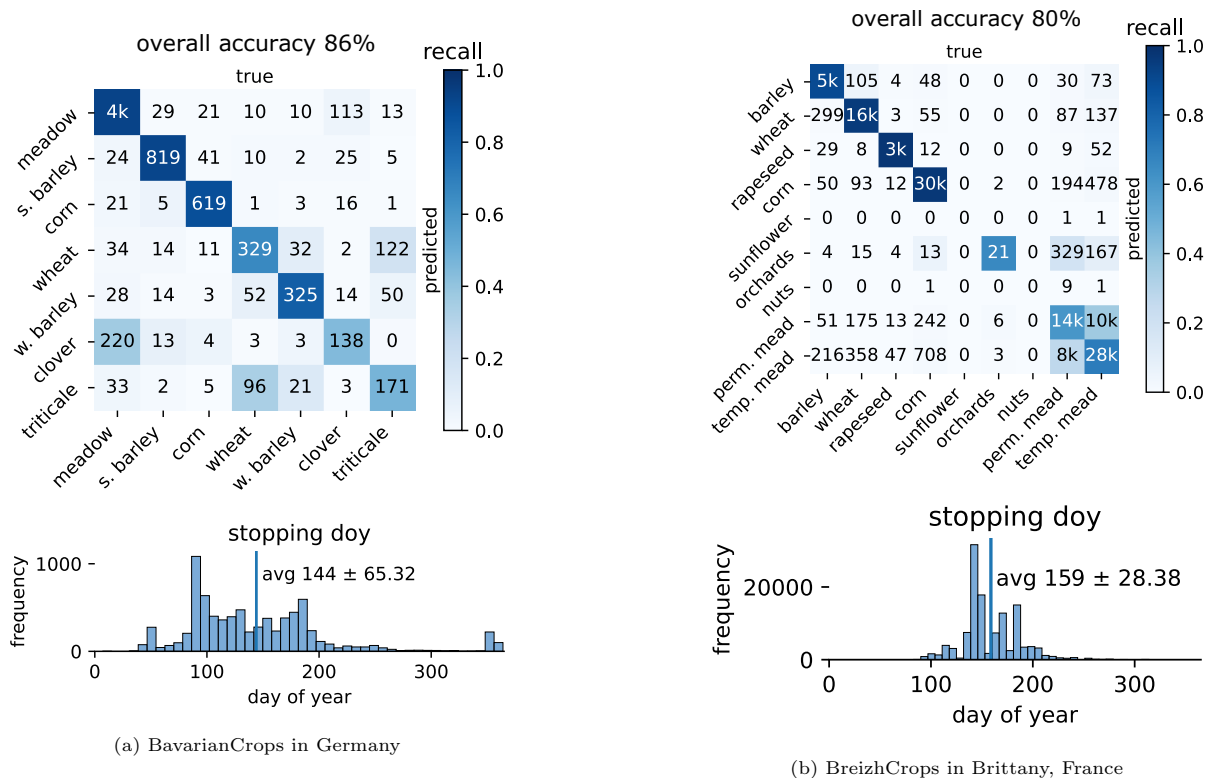 overall accuracy 86%
true
recall
meadow 4k 29 21 10 10 113 13
s. barley 24 819 41 10 2 25 5
corn 21 5 619 1 3 16 1
wheat 34 14 11 329 32 2 122
w. barley 28 14 3 52 325 14 50
clover 220 13 4 3 3 138 0
triticale 33 2 5 96 21 3 171
meadow s. barley corn wheat w. barley clover triticale
predicted
1.0
0.8
0.6
0.4
0.2
0.0
stopping doy
avg 144 ± 65.32
frequency
1000
0
0 100 200 300
day of year
(a) BavarianCrops in Germany
overall accuracy 80%
true
recall
barley 5k 105 4 48 0 0 0 30 73
wheat 299 16k 3 55 0 0 0 87 137
rapeseed 29 8 3k 12 0 0 0 9 52
corn 50 93 12 30k 0 2 0 194 478
sunflower 0 0 0 0 0 0 0 1 1
orchards 4 15 4 13 0 21 0 329 167
nuts 0 0 0 1 0 0 0 9 1
perm. mead 51 175 13 242 0 6 0 14k 10k
temp. mead 216 358 47 708 0 3 0 8k 28k
barley wheat rapeseed corn sunflower orchards nuts perm. mead temp. mead
predicted
1.0
0.8
0.6
0.4
0.2
0.0
stopping doy
avg 159 ± 28.38
frequency
20000
0
0 100 200 300
day of year
(b) BreizhCrops in Brittany, France